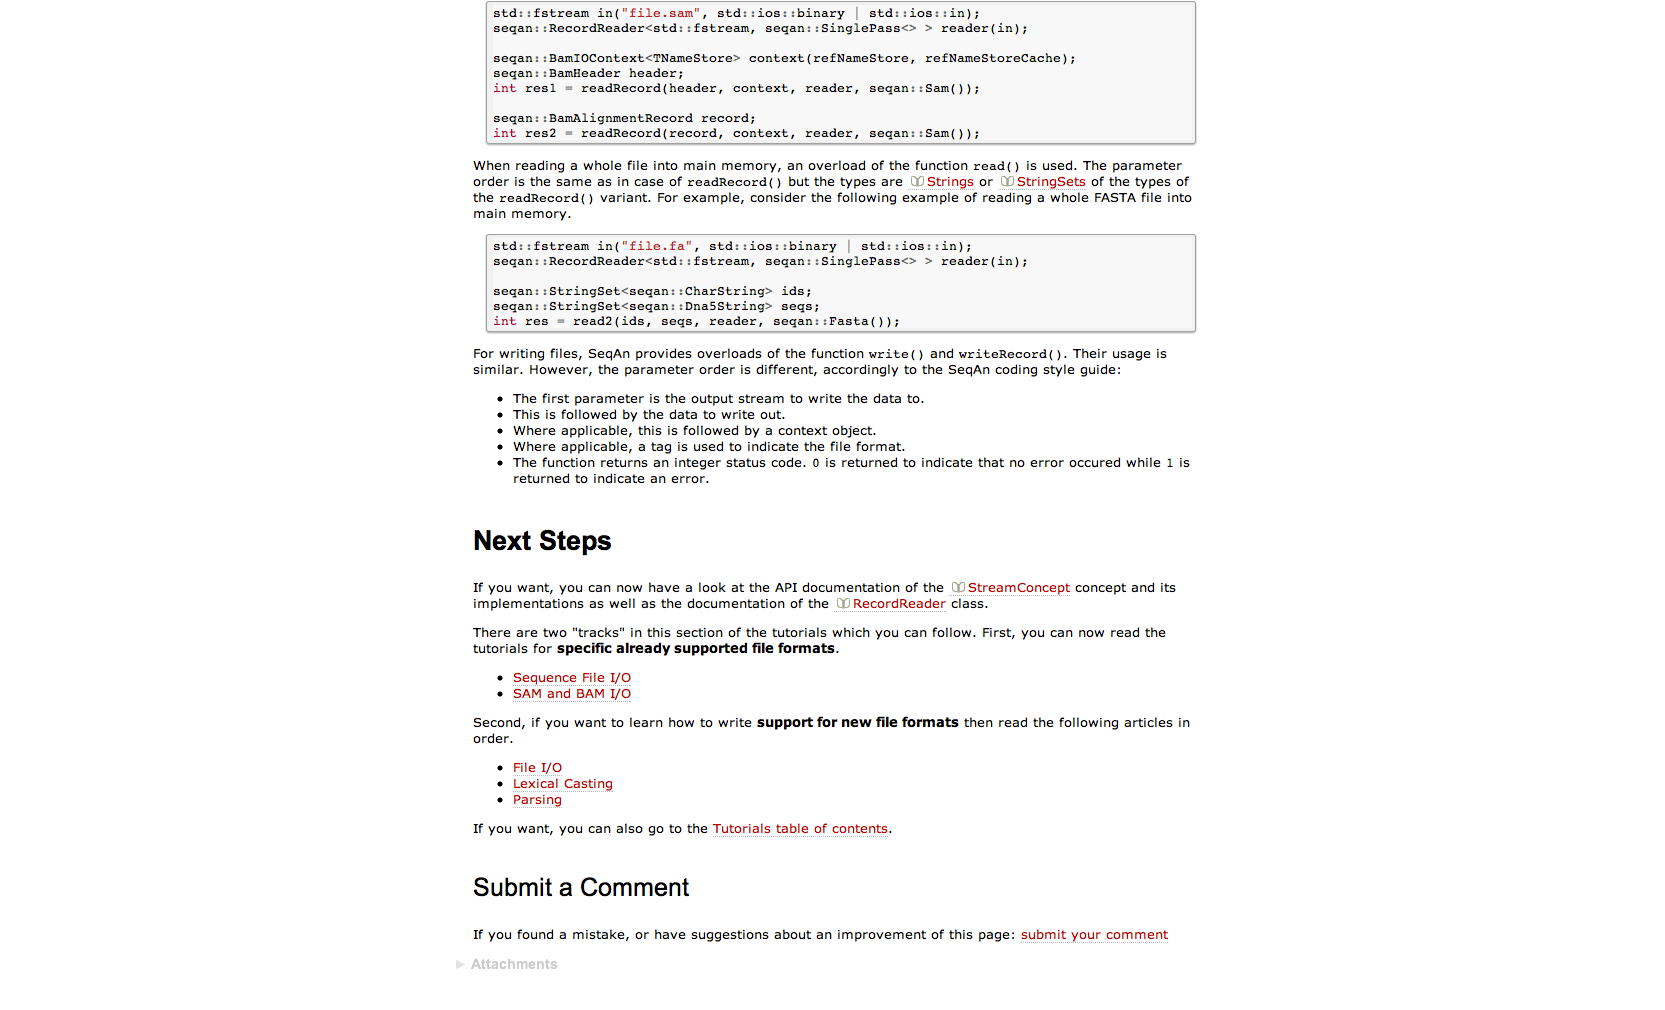 std::fstream in("file.sam", std::ios::binary | std::ios::in);
seqan::RecordReader<std::fstream, seqan::SinglePass<> > reader(in);
seqan::BamIOContext<TNameStore> context(refNameStore, refNameStoreCache);
seqan::BamHeader header;
int res1 = readRecord(header, context, reader, seqan::Sam());
seqan::BamAlignmentRecord record;
int res2 = readRecord(record, context, reader, seqan::Sam());
When reading a whole file into main memory, an overload of the function read() is used. The parameter
order is the same as in case of readRecord() but the types are Strings or StringSets of the types of
the readRecord() variant. For example, consider the following example of reading a whole FASTA file into
main memory.
std::fstream in("file.fa", std::ios::binary | std::ios::in);
seqan::RecordReader<std::fstream, seqan::SinglePass<> > reader(in);
seqan::StringSet<seqan::CharString> ids;
seqan::StringSet<seqan::Dna5String> seqs;
int res = read2(ids, seqs, reader, seqan::Fasta());
For writing files, SeqAn provides overloads of the function write() and writeRecord(). Their usage is
similar. However, the parameter order is different, accordingly to the SeqAn coding style guide:
• The first parameter is the output stream to write the data to.
• This is followed by the data to write out.
• Where applicable, this is followed by a context object.
• Where applicable, a tag is used to indicate the file format.
• The function returns an integer status code. 0 is returned to indicate that no error occured while 1 is
returned to indicate an error.
Next Steps
If you want, you can now have a look at the API documentation of the StreamConcept concept and its
implementations as well as the documentation of the RecordReader class.
There are two "tracks" in this section of the tutorials which you can follow. First, you can now read the
tutorials for specific already supported file formats.
• Sequence File I/O
• SAM and BAM I/O
Second, if you want to learn how to write support for new file formats then read the following articles in
order.
• File I/O
• Lexical Casting
• Parsing
If you want, you can also go to the Tutorials table of contents.
Submit a Comment
If you found a mistake, or have suggestions about an improvement of this page: submit your comment
Attachments